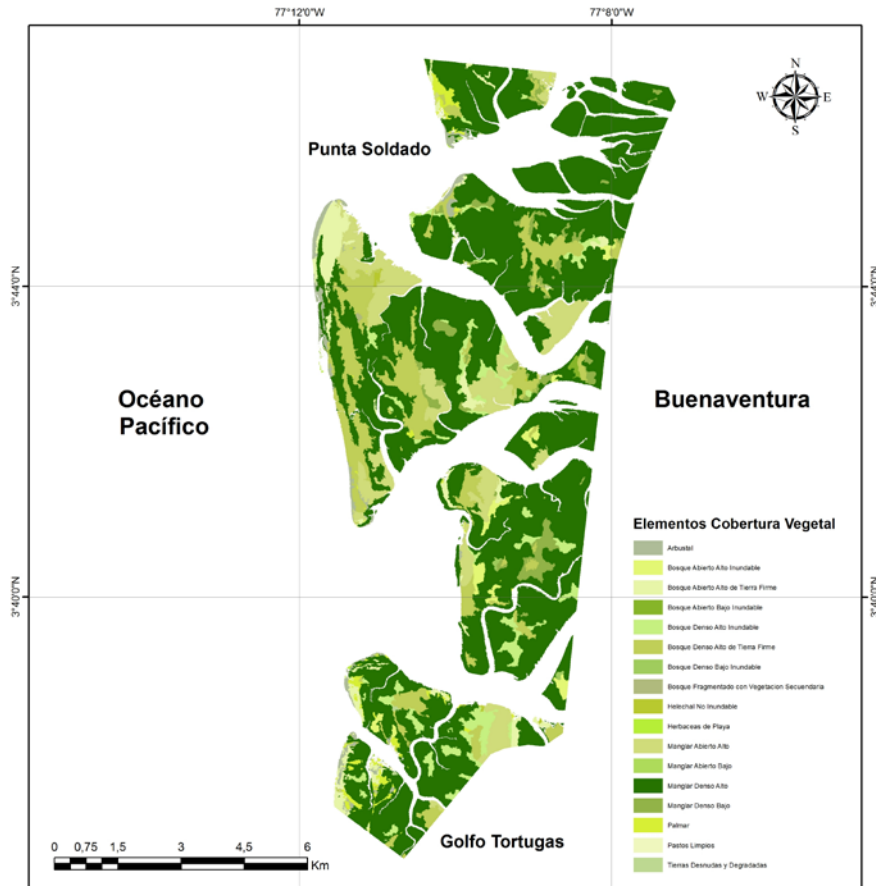 77°12'0"W
77°8'0"W
N
W
E
S
Punta Soldado
3°44'0"N
3°44'0"N
Océano
Pacífico
Buenaventura
Elementos Cobertura Vegetal
Arbustal
Bosque Abierto Alto Inundable
Bosque Abierto Alto de Tierra Firme
Bosque Abierto Bajo Inundable
Bosque Denso Alto Inundable
Bosque Denso Alto de Tierra Firme
Bosque Denso Bajo Inundable
Bosque Fragmentado con Vegetacion Secuendaria
Helechal No Inundable
Herbaceas de Playa
Manglar Abierto Alto
Manglar Abierto Bajo
Manglar Denso Alto
Manglar Denso Bajo
Palmar
Pastos Limpios
Tierras Desnudas y Degradadas
3°40'0"N
3°40'0"N
Golfo Tortugas
0 0,75 1,5 3 4,5 6
Km